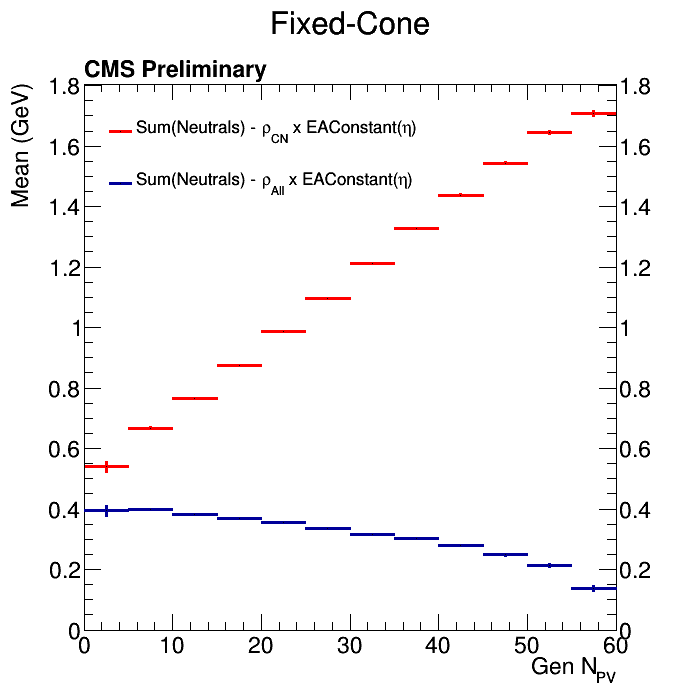 Fixed-Cone
CMS Preliminary
Mean (GeV)
Sum(Neutrals) - ρCN x EAConstant(η)
Sum(Neutrals) - ρAll x EAConstant(η)
1.8 1.8
1.6 1.6
1.4 1.4
1.2 1.2
1 1
0.8 0.8
0.6 0.6
0.4 0.4
0.2 0.2
0 0
0 10 20 30 40 50 60
Gen NPV